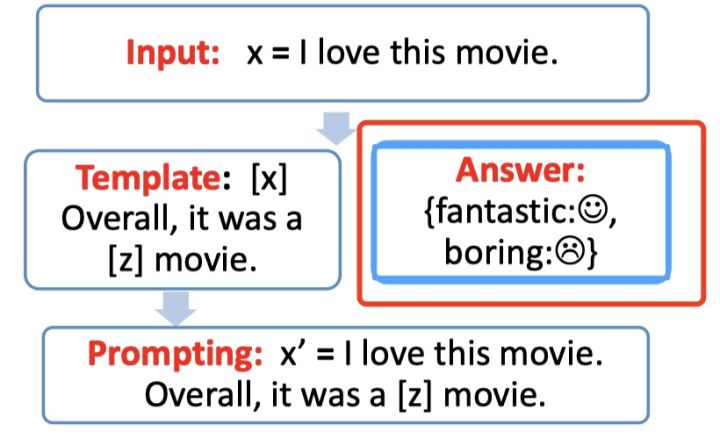 Input: x = I love this movie.
Template: [x]
Overall, it was a
[z] movie.
Answer:
{fantastic:☺,
boring:☹}
Prompting: x′ = I love this movie.
Overall, it was a [z] movie.